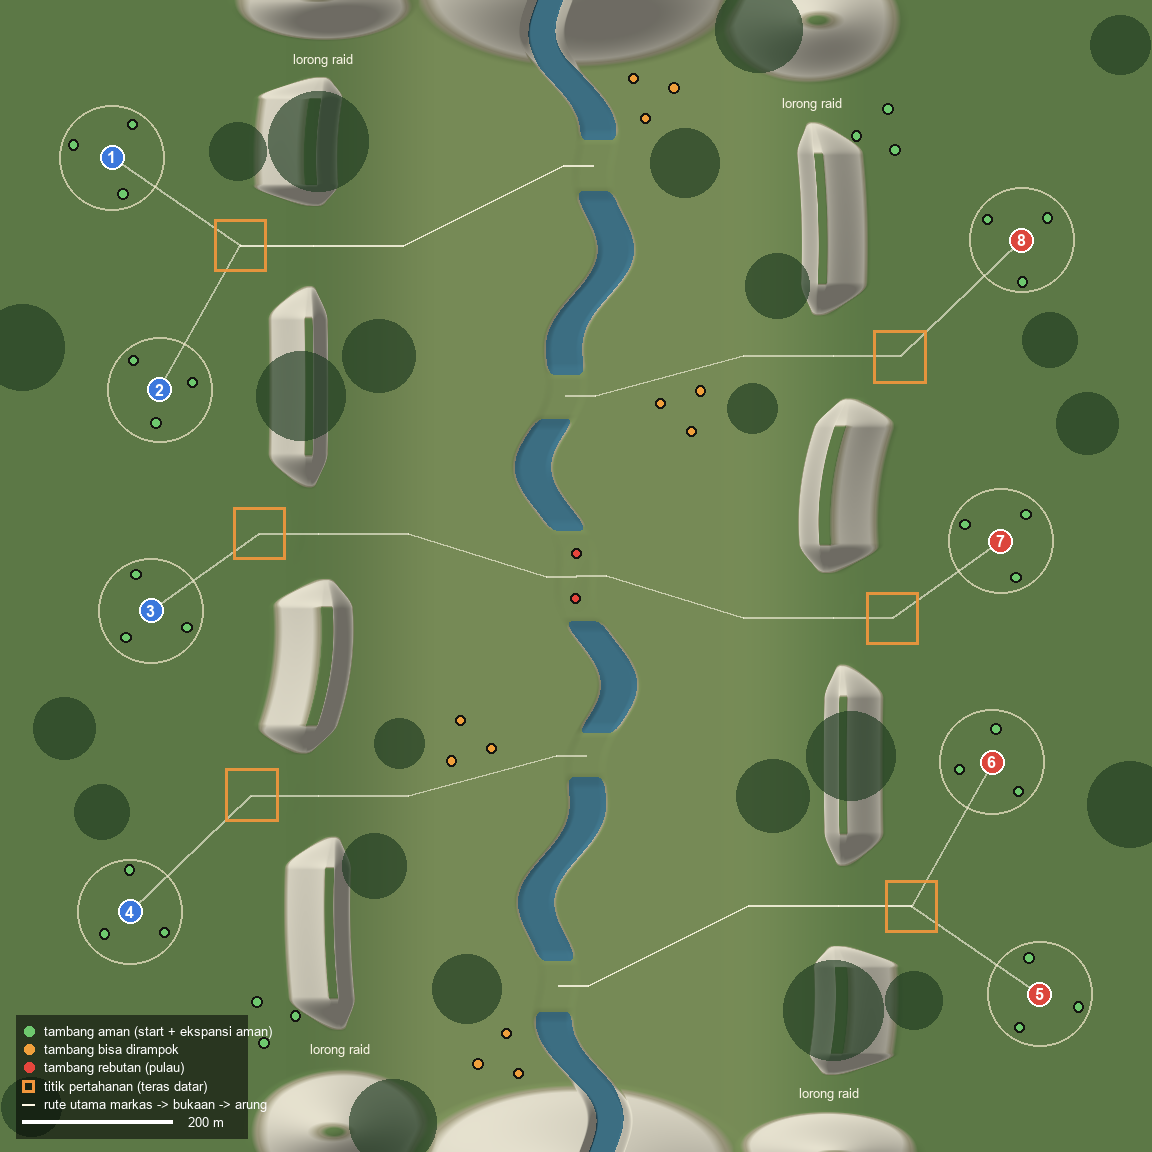 lorong raid
lorong raid
1
8
2
7
3
6
4
5
tambang aman (start + ekspansi aman)
tambang bisa dirampok
tambang rebutan (pulau)
titik pertahanan (teras datar)
rute utama markas -> bukaan -> arung
200 m
lorong raid
lorong raid